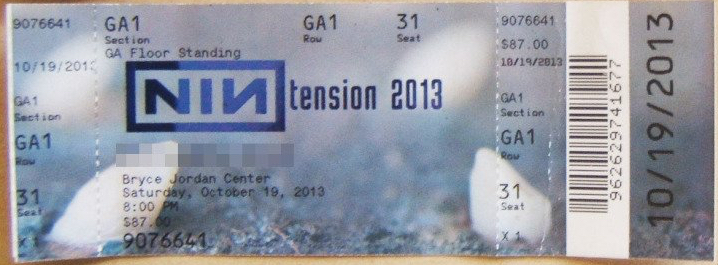 9076641
10/19/2013
GA1
Section
GA1
Row
31
Seat
X 1
GA1
Section
GA1
Row
31
Seat
GA Floor Standing
NIN
tension 2013
Bryce Jordan Center
Saturday, October 19, 2013
8:00 PM
$87.00
9076641
9076641
$87.00
10/19/2013
GA1
Section
GA1
Row
31
Seat
X 1
962629741677
10/19/2013